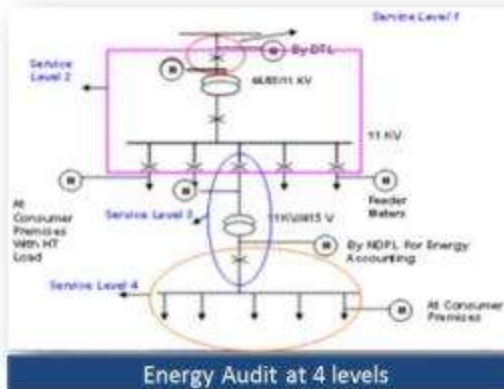 Service Level 1
By DTL
Service
Level 2
66/33/11 KV
11 KV
At
Consumer
Premises
With HT
Load
Service Level 3
11KV/415 V
Feeder
Meters
By NDPL For Energy
Accounting
Service Level 4
At Consumer
Premises
Energy Audit at 4 levels